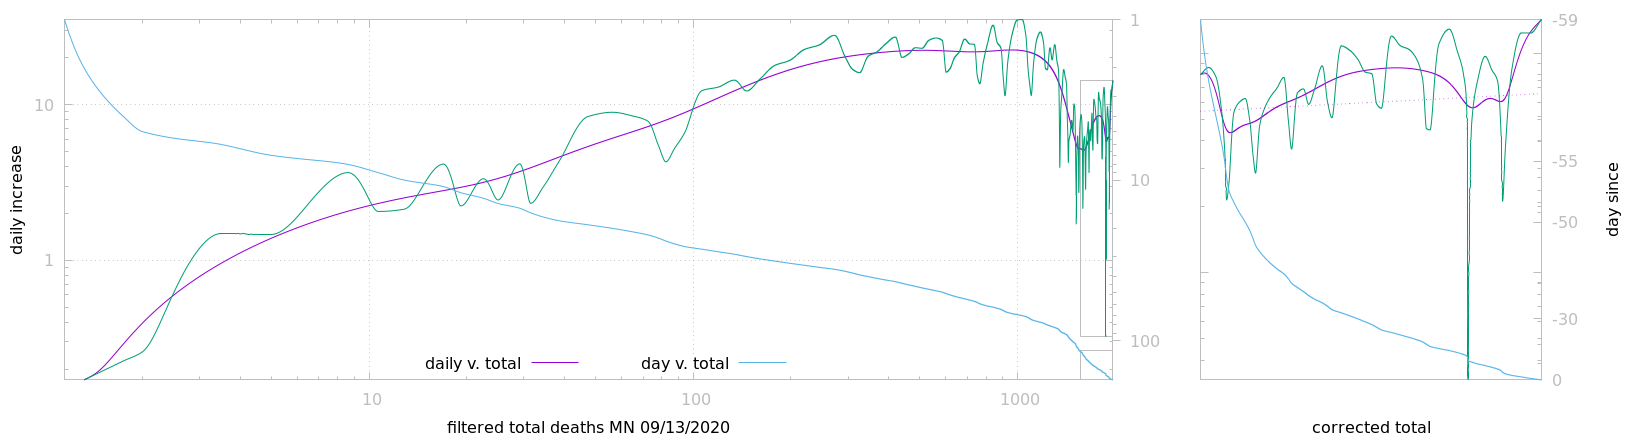 daily increase
10
1
daily v. total
day v. total
10
100
1000
filtered total deaths MN 09/13/2020
1
10
100
-59
-55
-50
-30
0
day since
corrected total